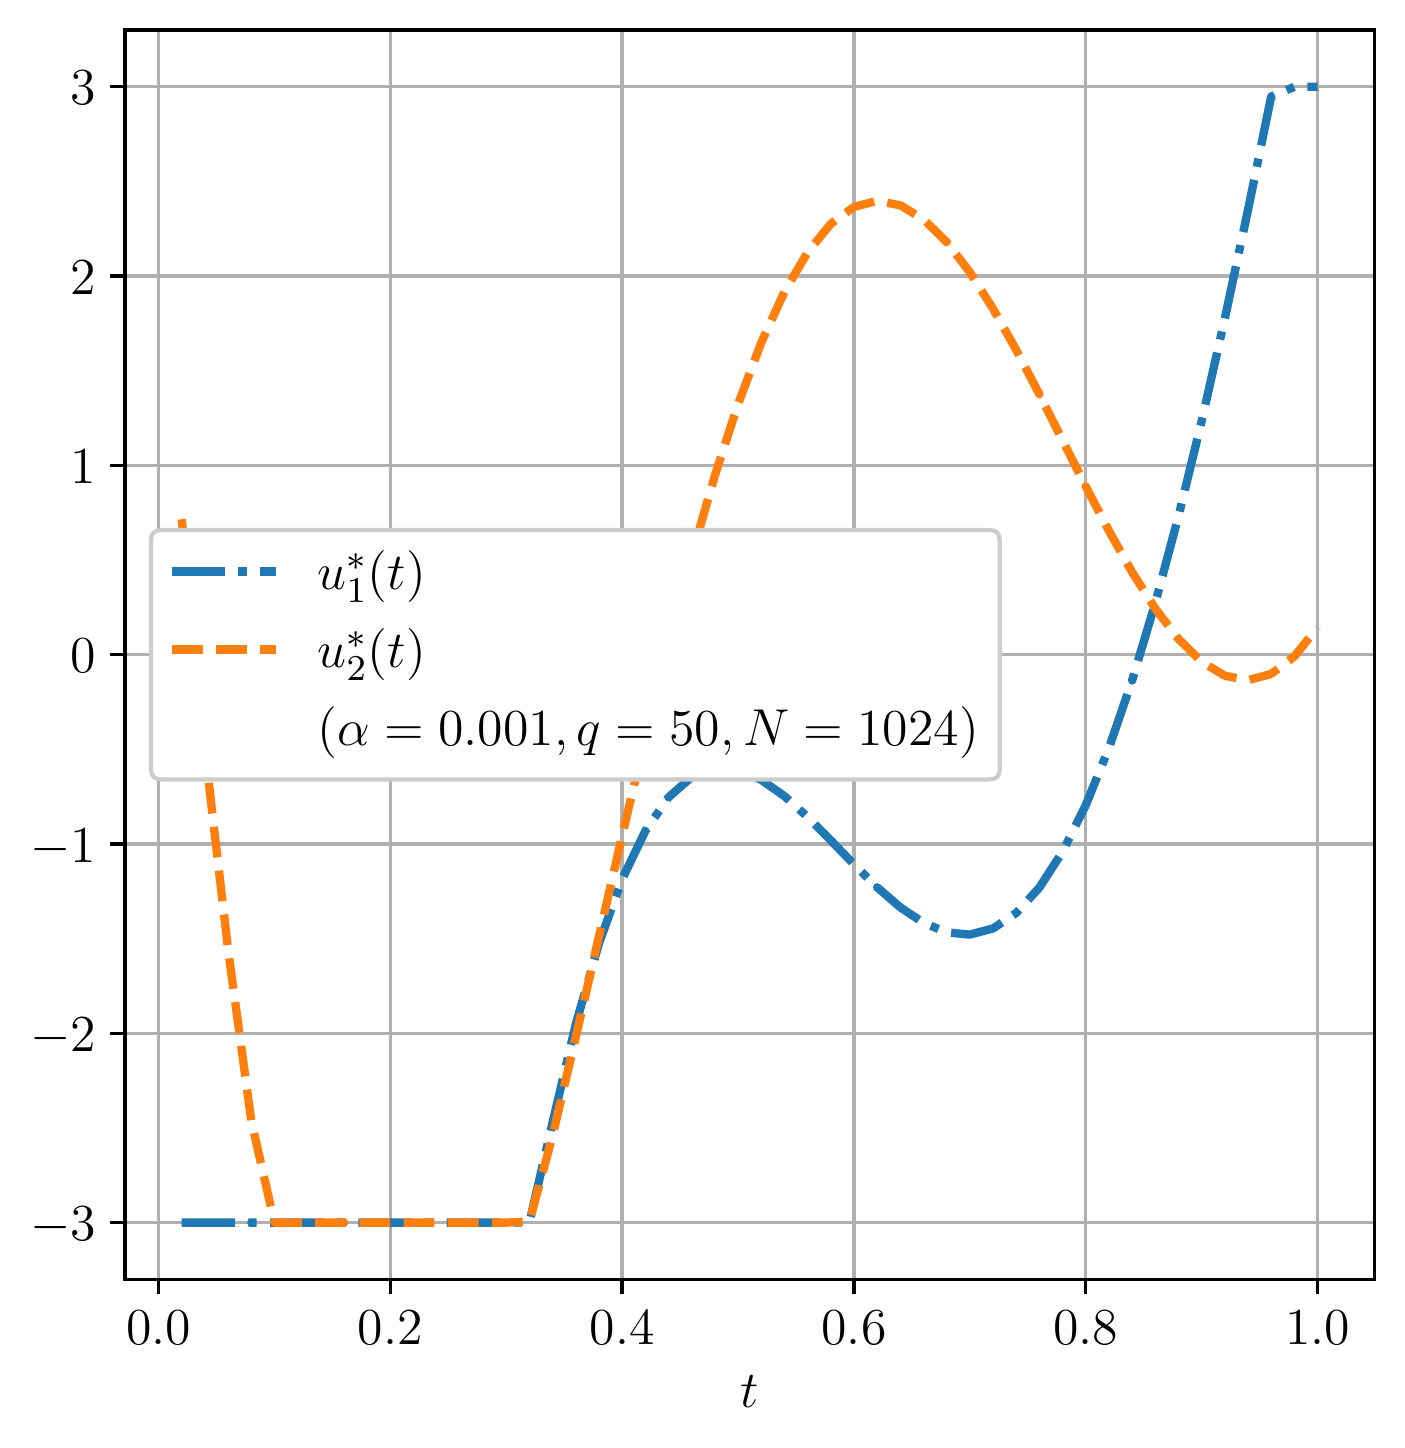 3
2
1
0
−1
−2
−3
u₁*(t)
u₂*(t)
(α = 0.001, q = 50, N = 1024)
0.0 0.2 0.4 0.6 0.8 1.0
t